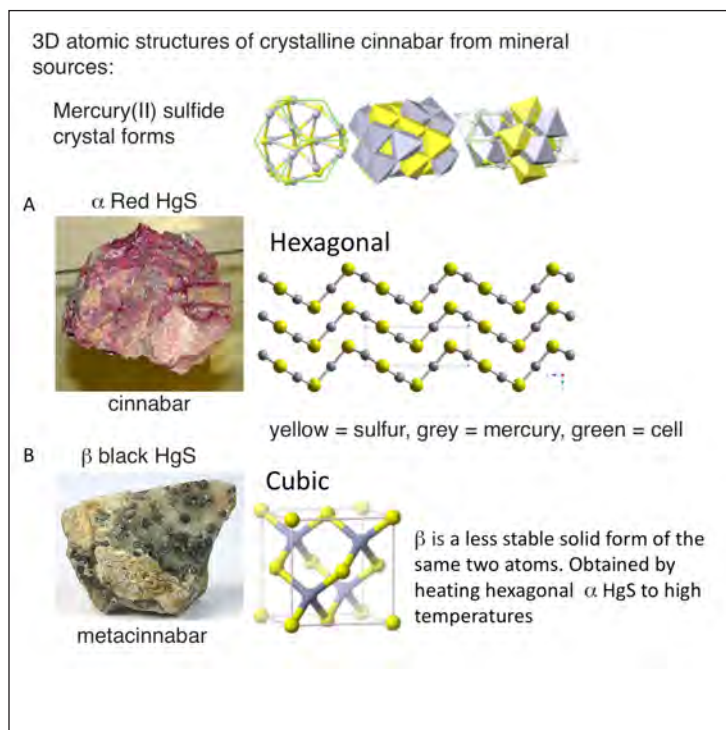 3D atomic structures of crystalline cinnabar from mineral
sources:
Mercury(II) sulfide
crystal forms
A
α Red HgS
Hexagonal
cinnabar
yellow = sulfur, grey = mercury, green = cell
B
β black HgS
Cubic
β is a less stable solid form of the
same two atoms. Obtained by
heating hexagonal α HgS to high
temperatures
metacinnabar